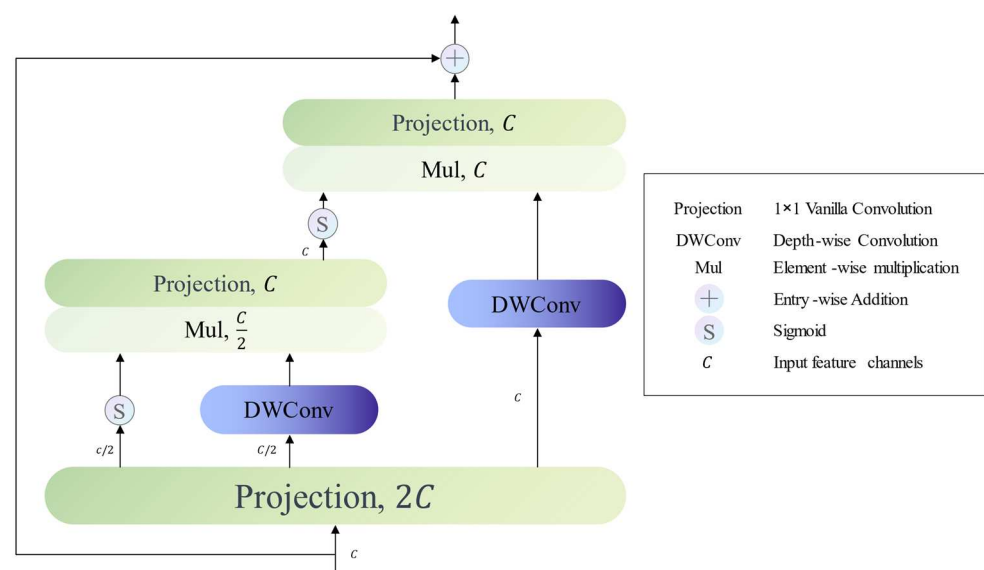 +
Projection, C
Mul, C
S
C
Projection, C
Mul, C/2
DWConv
S
DWConv
C
c/2
C/2
Projection, 2C
C
Projection 1×1 Vanilla Convolution
DWConv Depth-wise Convolution
Mul Element-wise multiplication
+ Entry-wise Addition
S Sigmoid
C Input feature channels